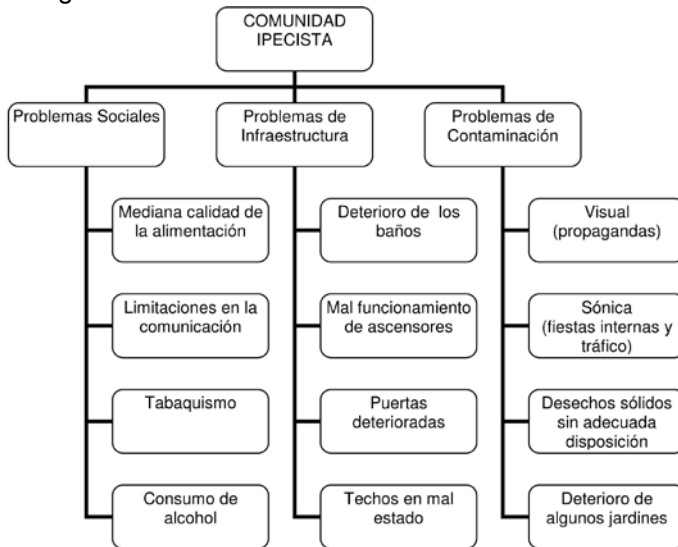 COMUNIDAD
IPECISTA
Problemas Sociales
Problemas de
Infraestructura
Problemas de
Contaminación
Mediana calidad de
la alimentación
Deterioro de los
baños
Visual
(propagandas)
Limitaciones en la
comunicación
Mal funcionamiento
de ascensores
Sónica
(fiestas internas y
tráfico)
Tabaquismo
Puertas
deterioradas
Desechos sólidos
sin adecuada
disposición
Consumo de
alcohol
Techos en mal
estado
Deterioro de
algunos jardines